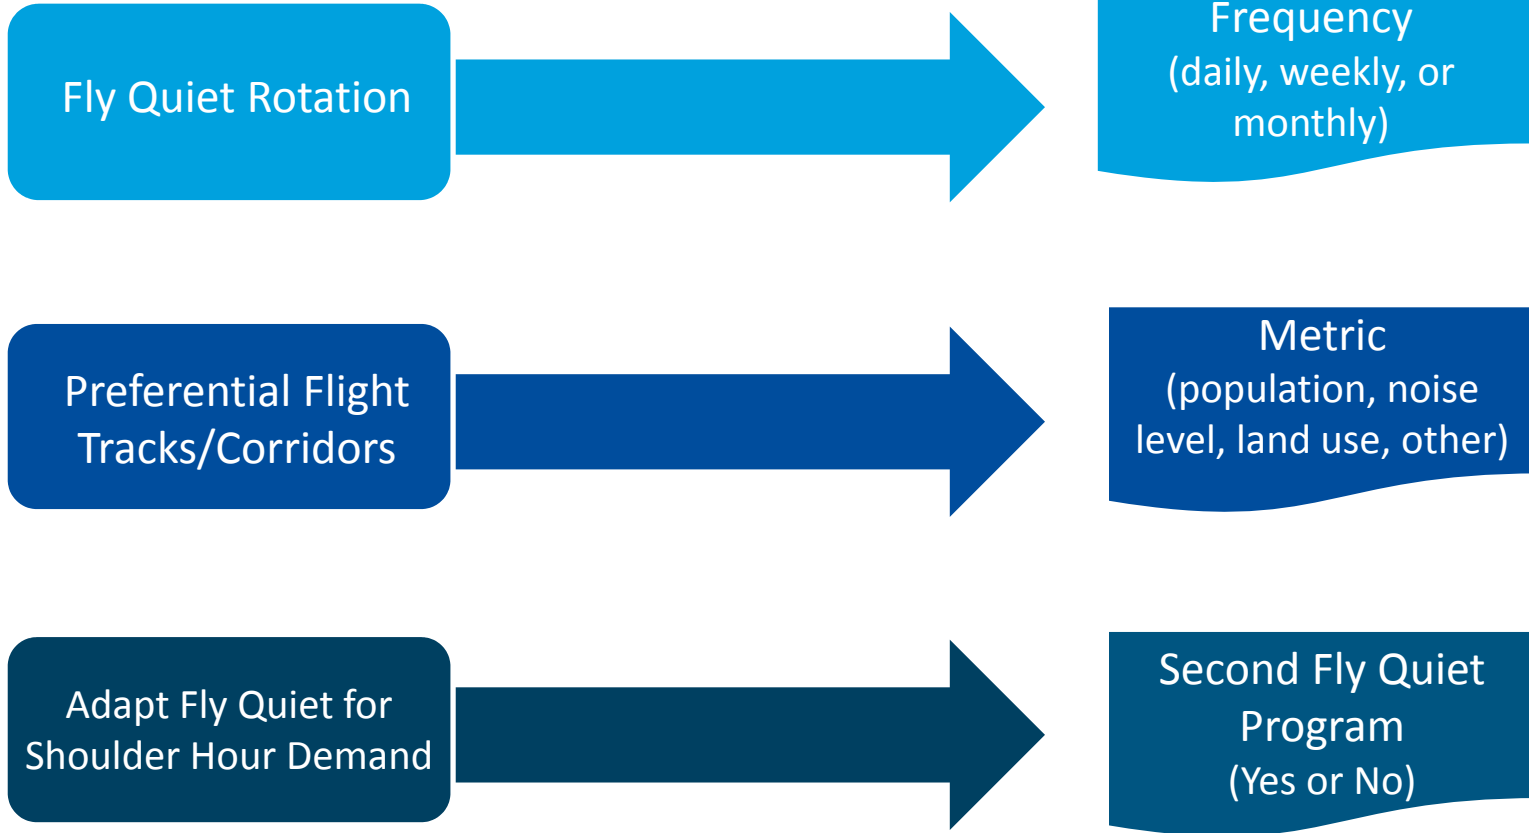 Fly Quiet Rotation
Frequency
(daily, weekly, or
monthly)
Preferential Flight
Tracks/Corridors
Metric
(population, noise
level, land use, other)
Adapt Fly Quiet for
Shoulder Hour Demand
Second Fly Quiet
Program
(Yes or No)